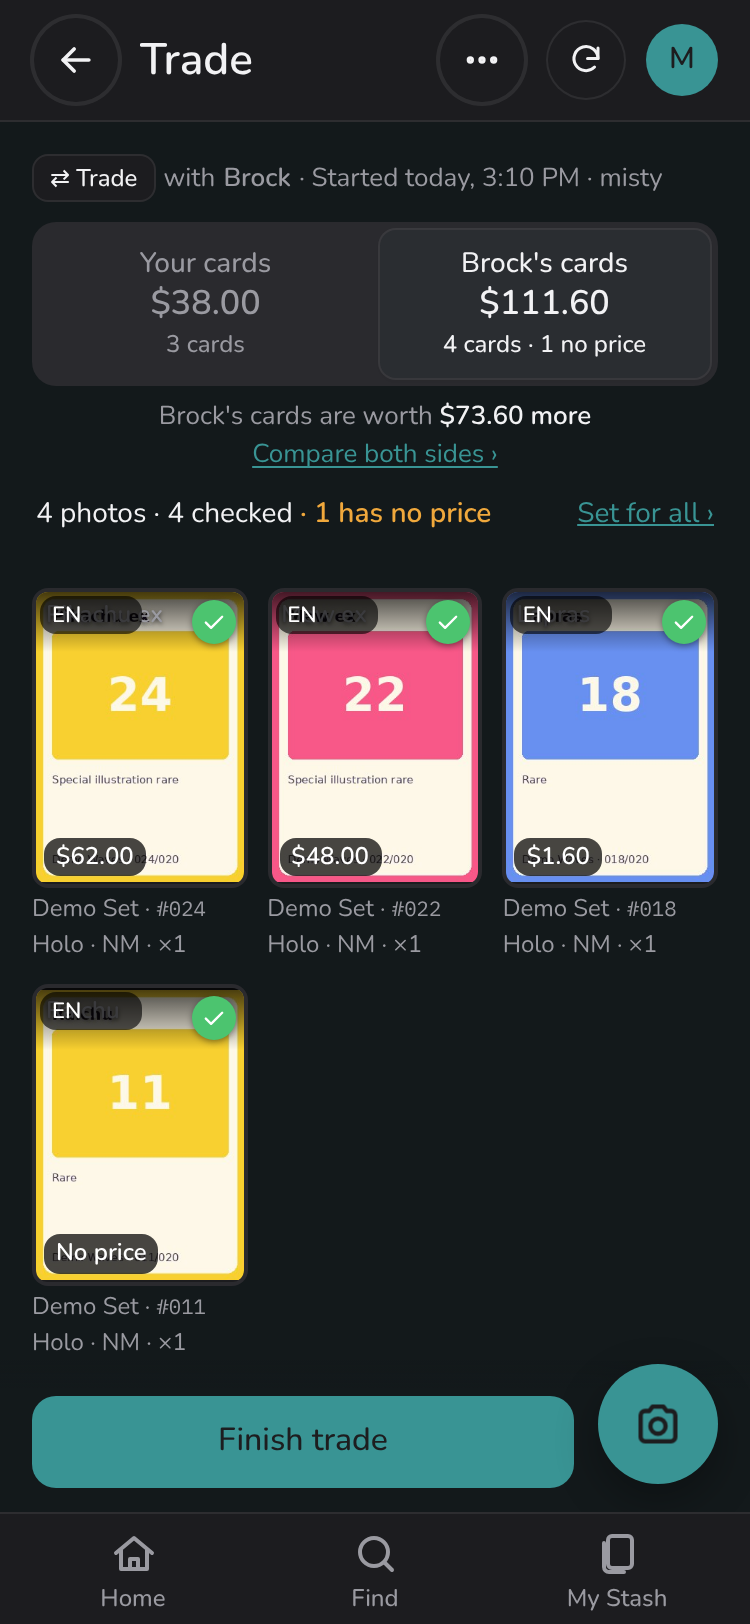 Trade
M
⇄ Trade with Brock · Started today, 3:10 PM · misty
Your cards
$38.00
3 cards
Brock's cards
$111.60
4 cards · 1 no price
Brock's cards are worth $73.60 more
Compare both sides ›
4 photos · 4 checked · 1 has no price
Set for all ›
EN
24
Special illustration rare
$62.00
024/020
Demo Set · #024
Holo · NM · ×1
EN
22
Special illustration rare
$48.00
022/020
Demo Set · #022
Holo · NM · ×1
EN
18
Rare
$1.60
018/020
Demo Set · #018
Holo · NM · ×1
EN
11
Rare
No price
/020
Demo Set · #011
Holo · NM · ×1
Finish trade
Home
Find
My Stash